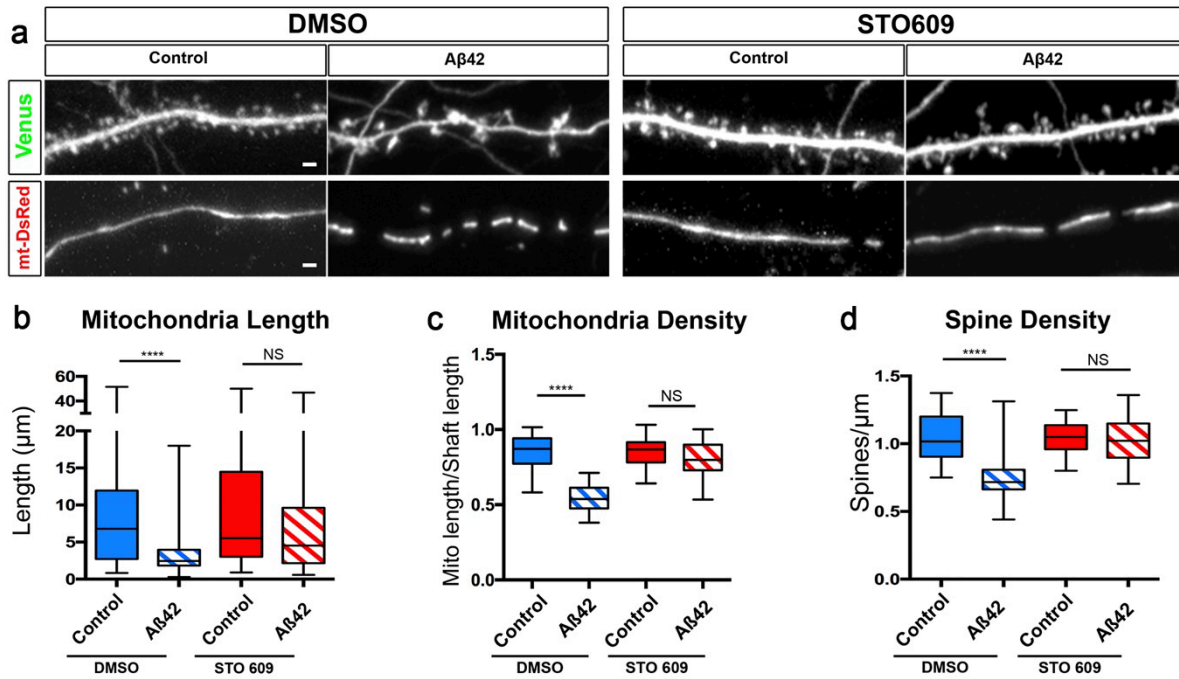 a
DMSO
STO609
Control
Aβ42
Control
Aβ42
Venus
mt-DsRed
b
Mitochondria Length
****
NS
Length (μm)
60
40
20
15
10
5
0
Control
Aβ42
Control
Aβ42
DMSO
STO 609
c
Mitochondria Density
****
NS
Mito length/Shaft length
1.5
1.0
0.5
0.0
Control
Aβ42
Control
Aβ42
DMSO
STO 609
d
Spine Density
****
NS
Spines/μm
1.5
1.0
0.5
0.0
Control
Aβ42
Control
Aβ42
DMSO
STO 609